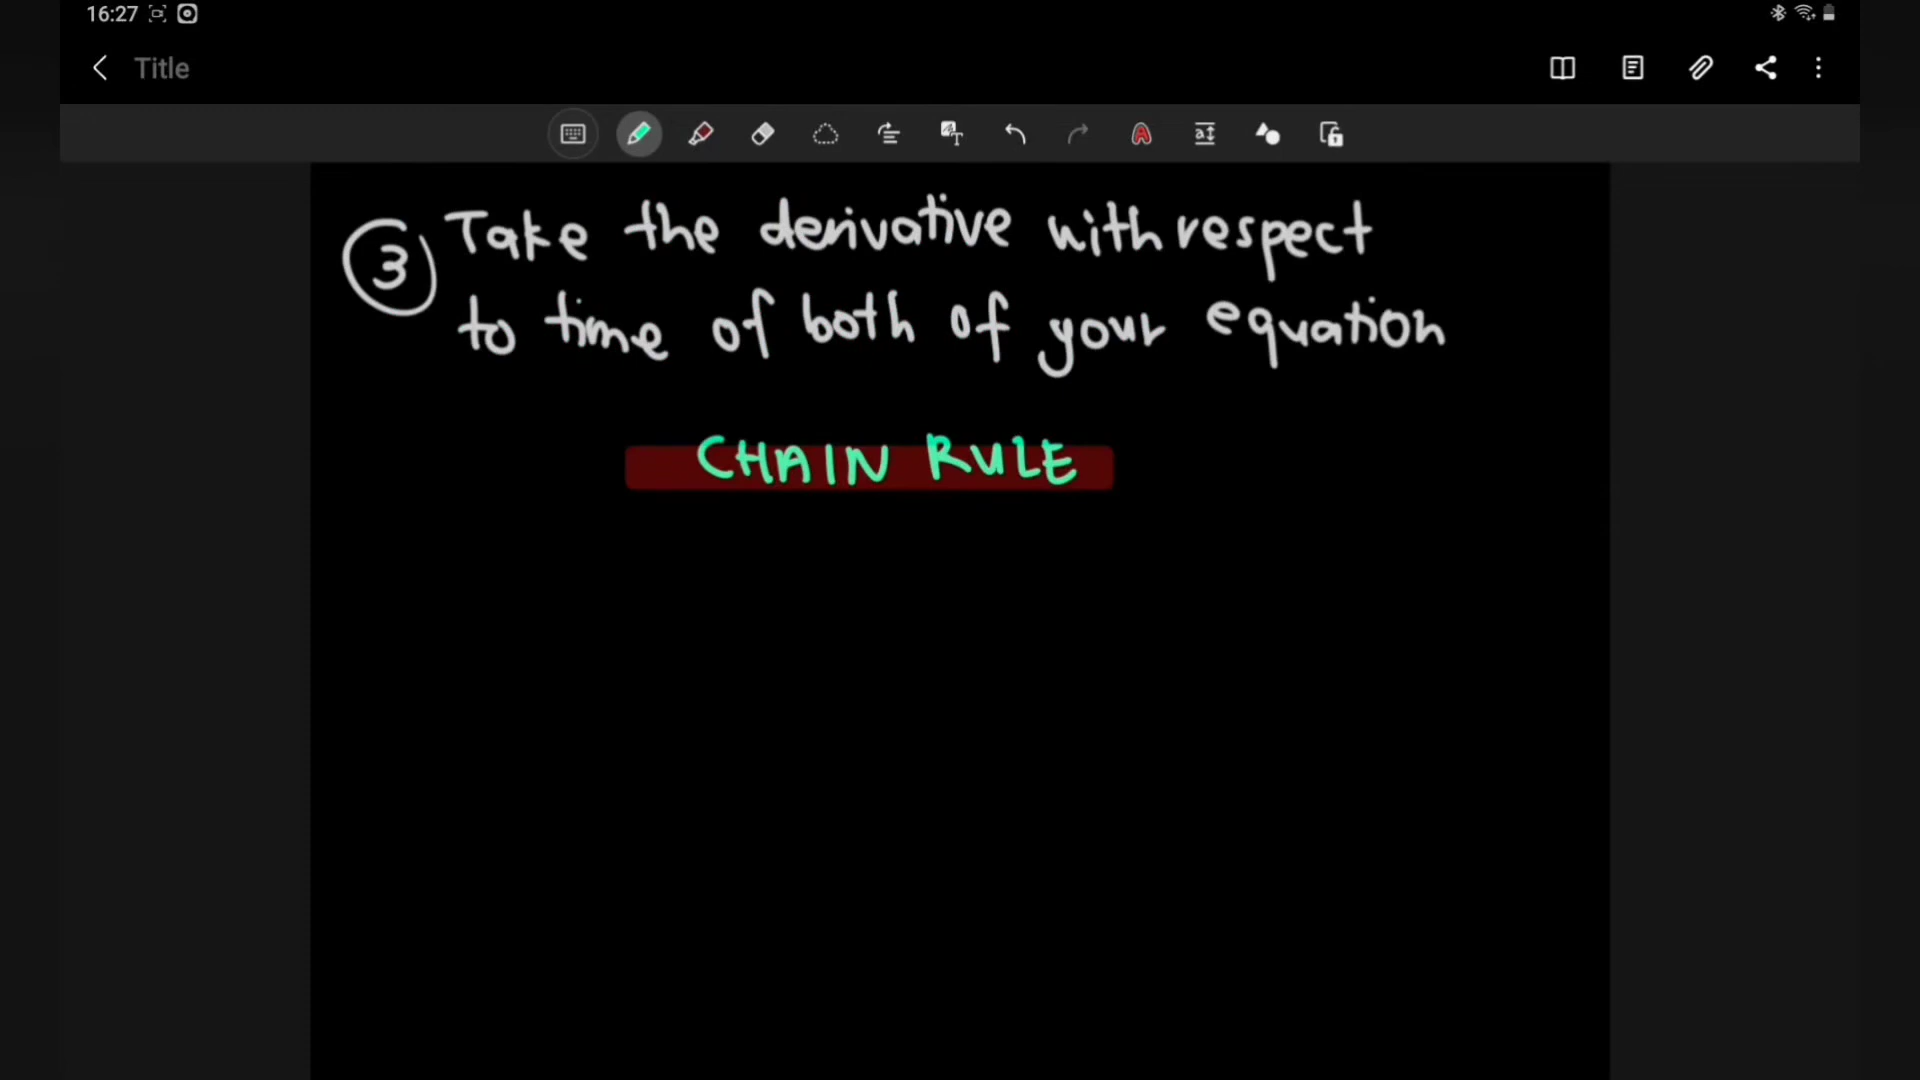 16:27
Title
3 Take the derivative with respect
to time of both of your equation
CHAIN RULE